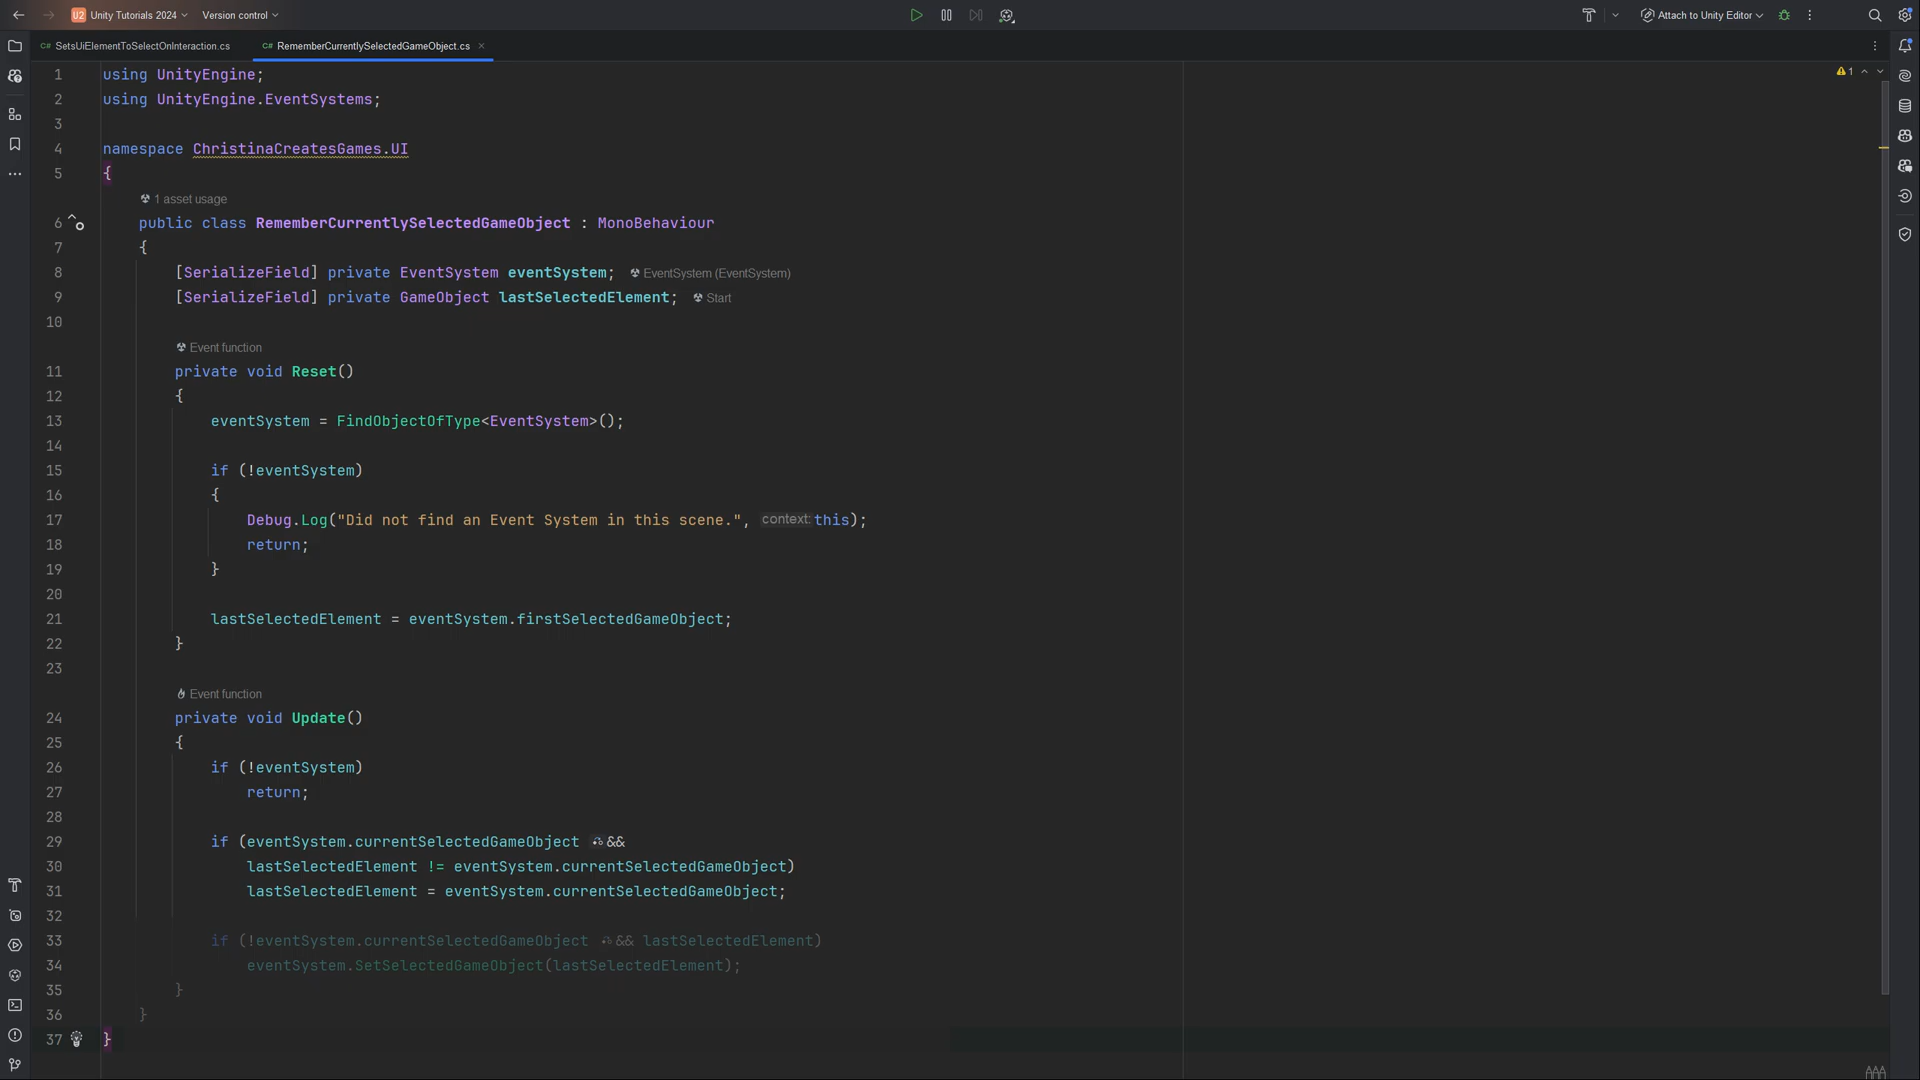 U2 Unity Tutorials 2024 Version control Attach to Unity Editor
C# SetsUiElementToSelectOnInteraction.cs C# RememberCurrentlySelectedGameObject.cs
1 using UnityEngine; 1
2 using UnityEngine.EventSystems;
3
4 namespace ChristinaCreatesGames.UI
5 {
1 asset usage
6 public class RememberCurrentlySelectedGameObject : MonoBehaviour
7 {
8 [SerializeField] private EventSystem eventSystem; EventSystem (EventSystem)
9 [SerializeField] private GameObject lastSelectedElement; Start
10
Event function
11 private void Reset()
12 {
13 eventSystem = FindObjectOfType<EventSystem>();
14
15 if (!eventSystem)
16 {
17 Debug.Log("Did not find an Event System in this scene.", context: this);
18 return;
19 }
20
21 lastSelectedElement = eventSystem.firstSelectedGameObject;
22 }
23
Event function
24 private void Update()
25 {
26 if (!eventSystem)
27 return;
28
29 if (eventSystem.currentSelectedGameObject &&
30 lastSelectedElement != eventSystem.currentSelectedGameObject)
31 lastSelectedElement = eventSystem.currentSelectedGameObject;
32
33 if (!eventSystem.currentSelectedGameObject && lastSelectedElement)
34 eventSystem.SetSelectedGameObject(lastSelectedElement);
35 }
36 }
37 }